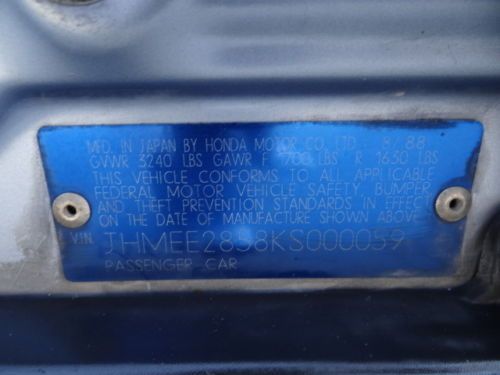 MFD. IN JAPAN BY HONDA MOTOR CO., LTD. 8/88
GVWR 3240 LBS GAWR F 1700 LBS R 1630 LBS
THIS VEHICLE CONFORMS TO ALL APPLICABLE
FEDERAL MOTOR VEHICLE SAFETY, BUMPER,
AND THEFT PREVENTION STANDARDS IN EFFECT
ON THE DATE OF MANUFACTURE SHOWN ABOVE.
V.I.N.
PASSENGER CAR